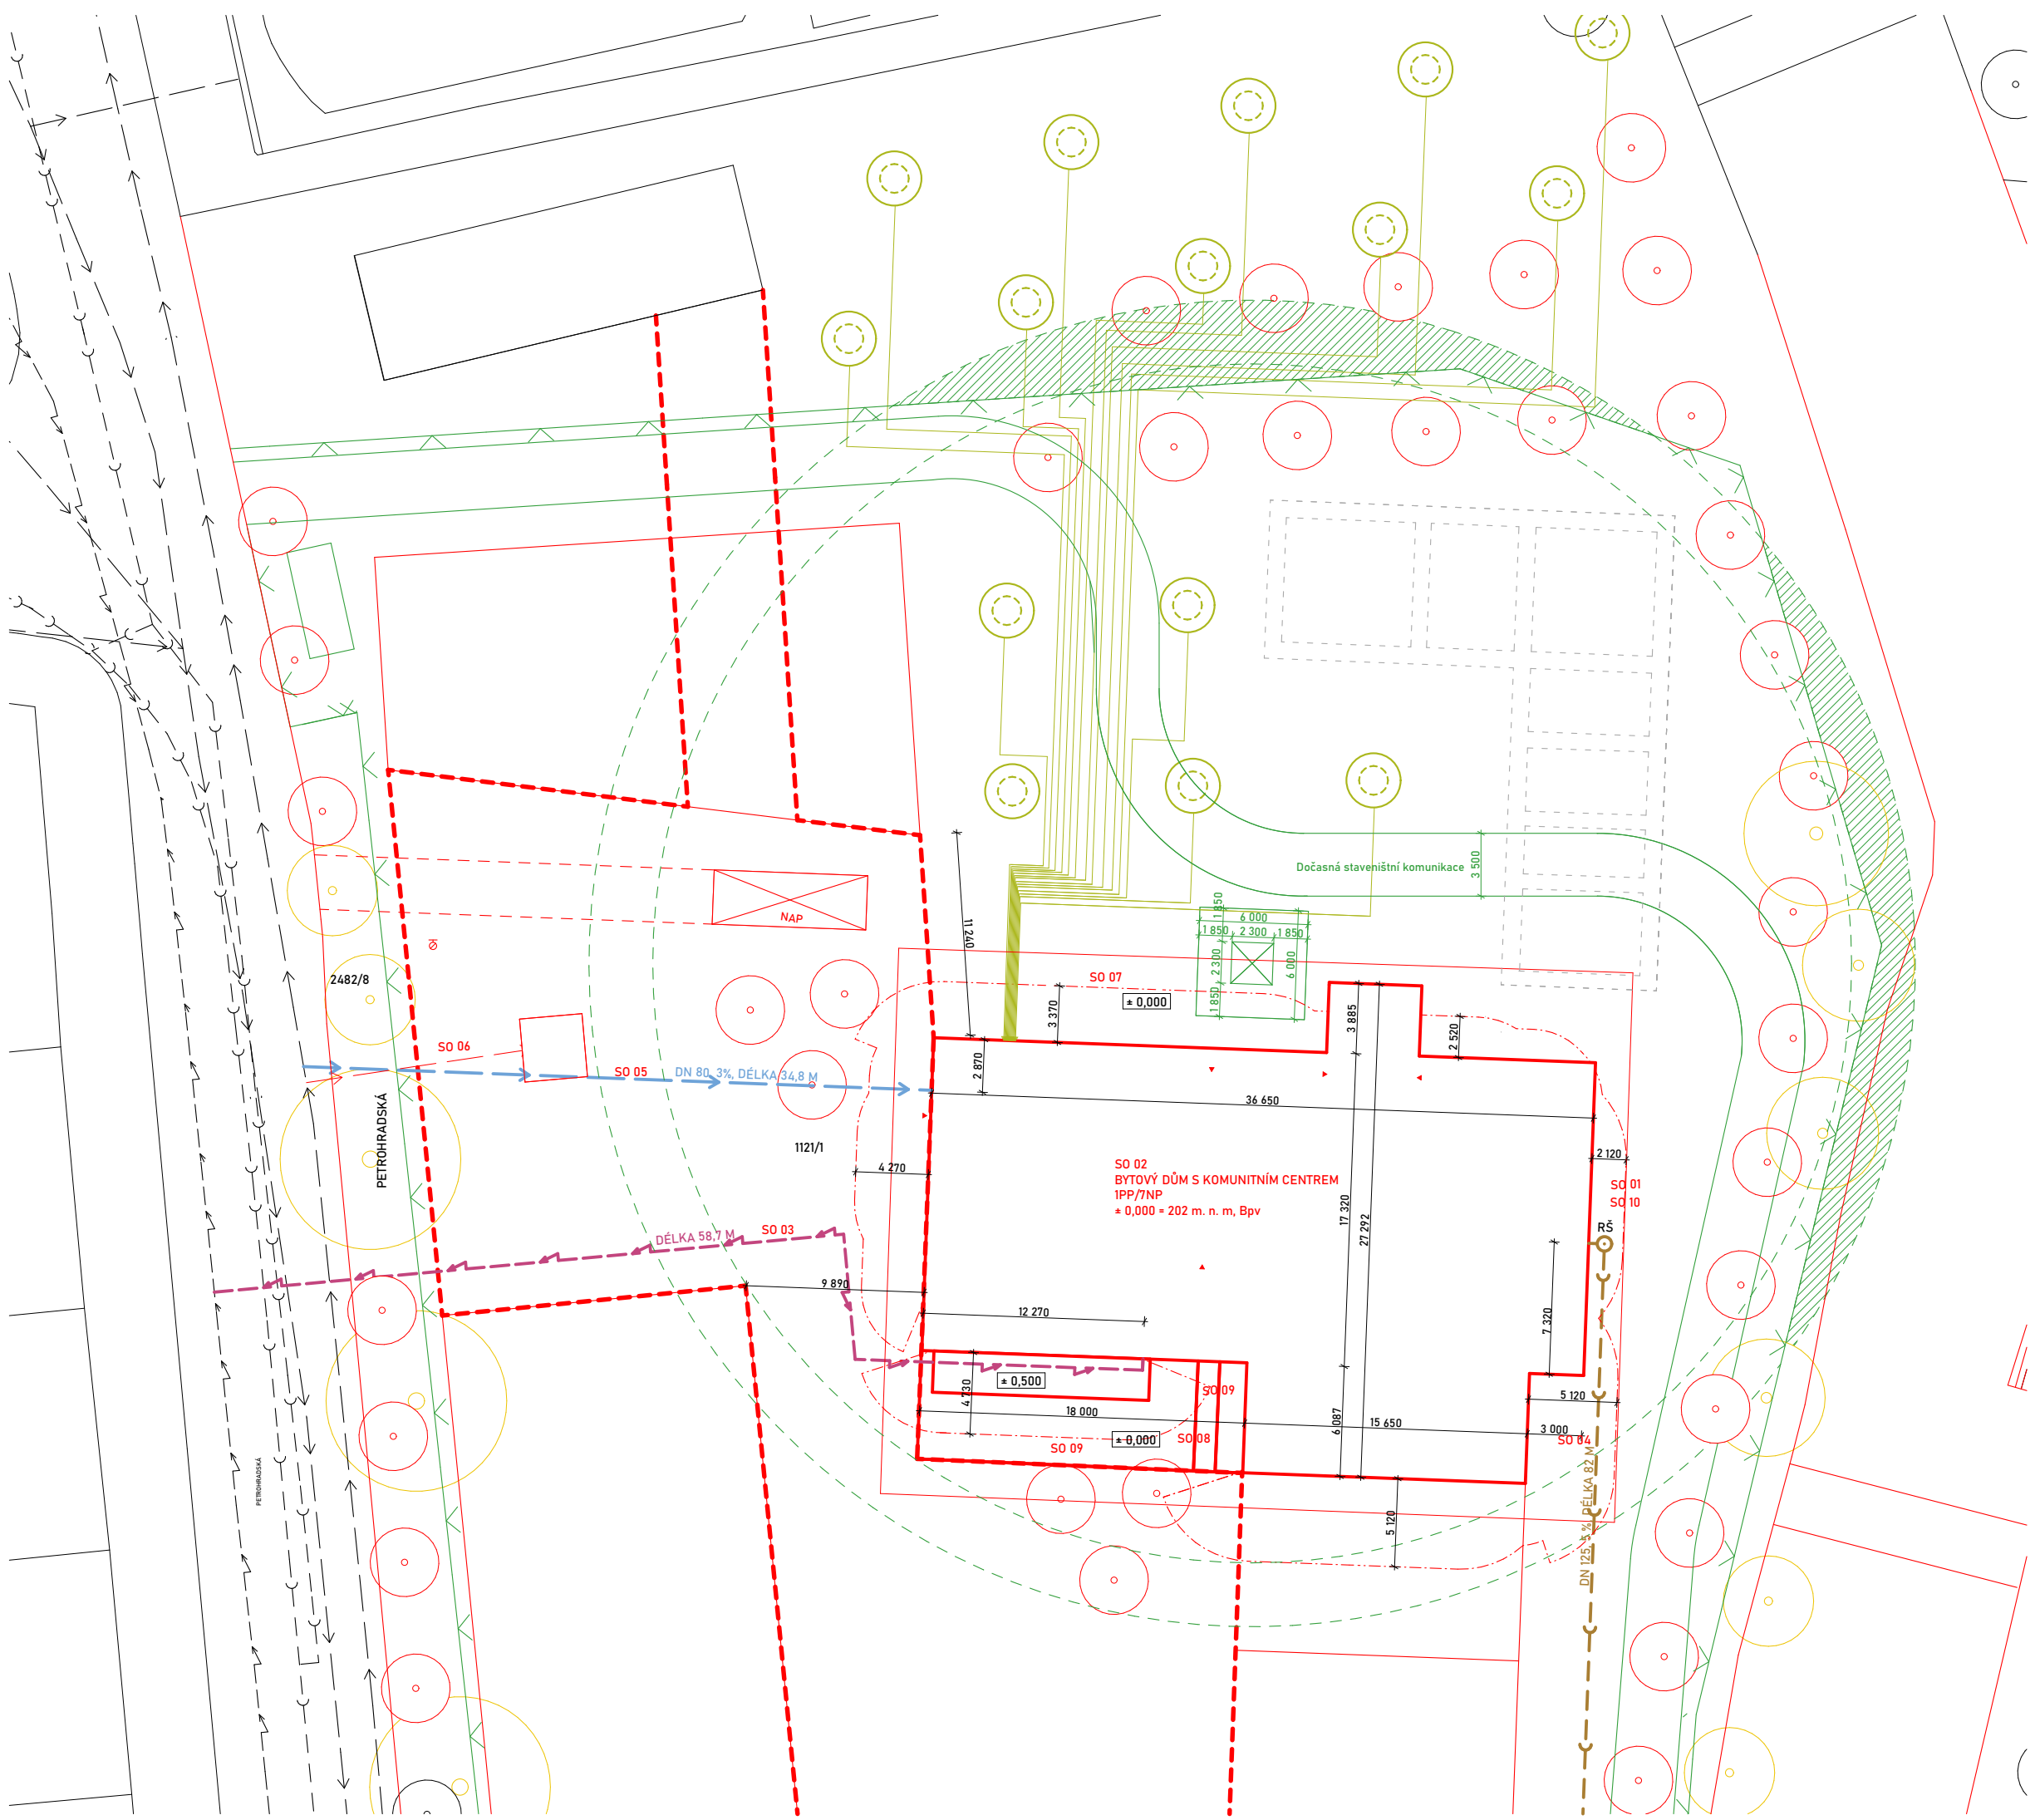 Dočasná staveništní komunikace
3 500
1 850
6 000
1 850
2 300
1 850
2 300
6 000
1 850
11 240
NAP
2482/8
SO 07
± 0,000
3 370
3 885
2 520
SO 06
SO 05
DN 80, 3%, DÉLKA 34,8 M
2 870
36 650
PETROHRADSKÁ
1121/1
4 270
2 120
SO 02
BYTOVÝ DŮM S KOMUNITNÍM CENTREM
1PP/7NP
± 0,000 = 202 m. n. m, Bpv
SO 01
SO 10
17 320
27 292
RŠ
DÉLKA 58,7 M
SO 03
9 890
12 270
7 320
± 0,500
SO 09
4 730
18 000
15 650
5 120
3 000
6 087
± 0,000
SO 08
SO 09
SO 04
PETROHRADSKÁ
5 120
DN 125, 5 %, DÉLKA 82 M